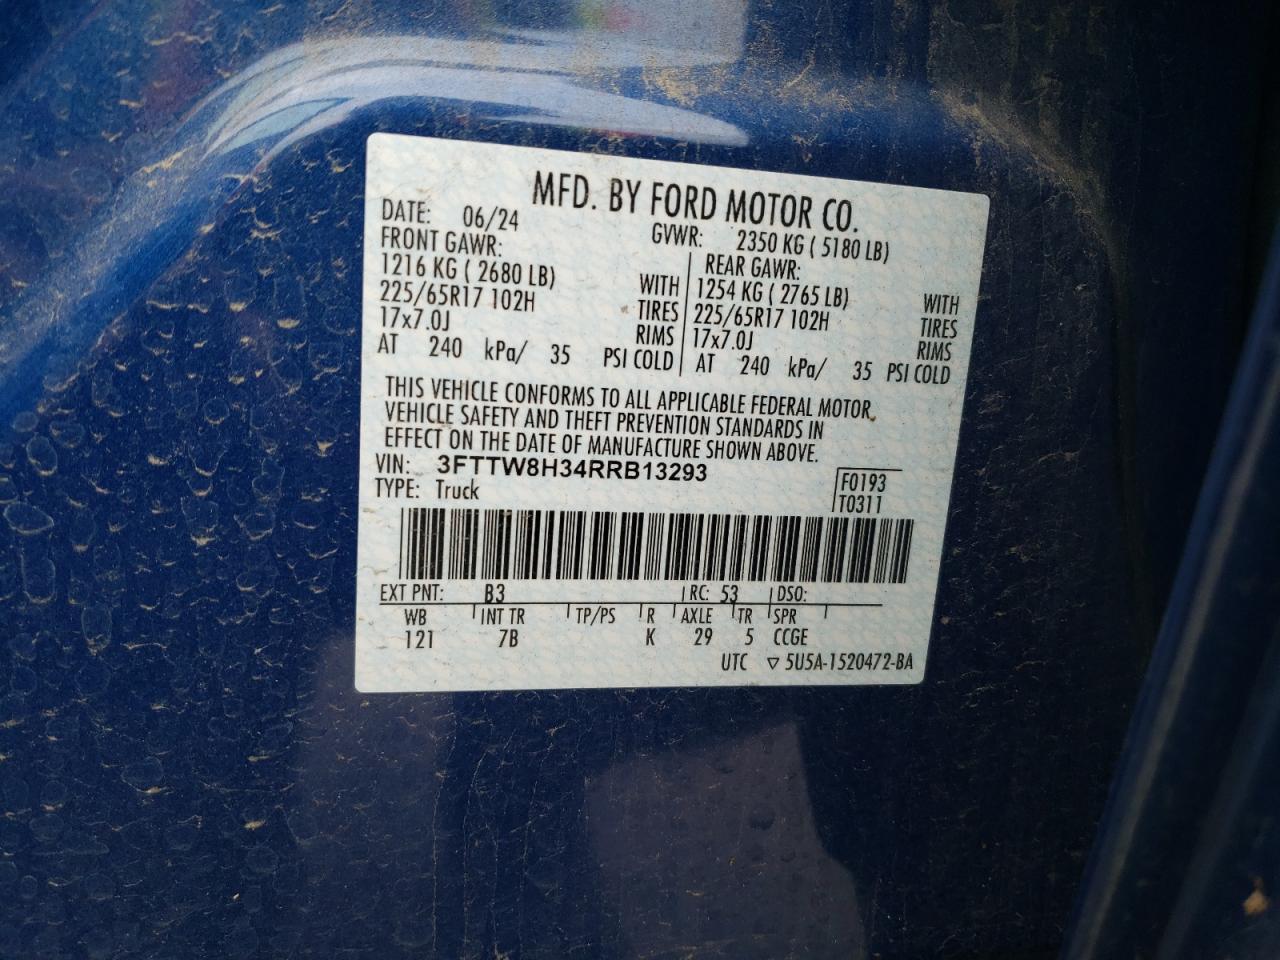 MFD. BY FORD MOTOR CO.
DATE: 06/24 GVWR: 2350 KG ( 5180 LB)
FRONT GAWR: REAR GAWR:
1216 KG ( 2680 LB) WITH 1254 KG ( 2765 LB) WITH
225/65R17 102H TIRES 225/65R17 102H TIRES
17x7.0J RIMS 17x7.0J RIMS
AT 240 kPa/ 35 PSI COLD AT 240 kPa/ 35 PSI COLD
THIS VEHICLE CONFORMS TO ALL APPLICABLE FEDERAL MOTOR
VEHICLE SAFETY AND THEFT PREVENTION STANDARDS IN
EFFECT ON THE DATE OF MANUFACTURE SHOWN ABOVE.
VIN: 3FTTW8H34RRB13293
TYPE: Truck
F0193
T0311
EXT PNT: B3 RC: 53 DSO:
WB INT TR TP/PS R AXLE TR SPR
121 7B K 29 5 CCGE
UTC ▽ 5U5A-1520472-BA